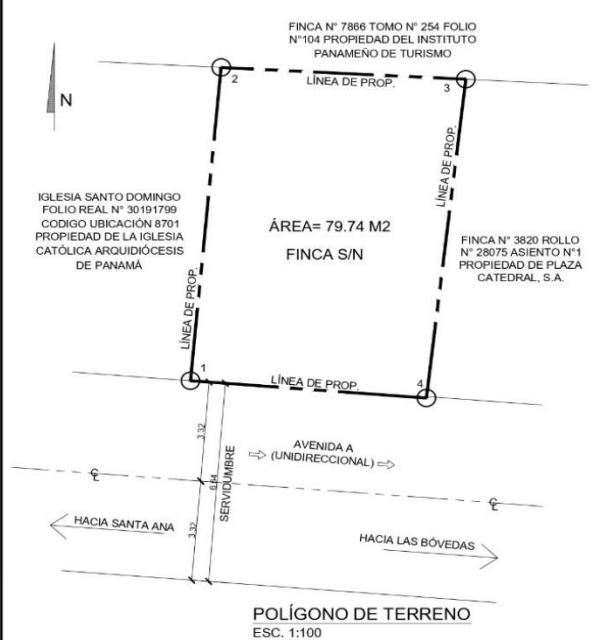 FINCA N° 7866 TOMO N° 254 FOLIO
N°104 PROPIEDAD DEL INSTITUTO
PANAMEÑO DE TURISMO
2
LÍNEA DE PROP.
3
N
LÍNEA DE PROP.
IGLESIA SANTO DOMINGO
FOLIO REAL N° 30191799
CODIGO UBICACIÓN 8701
PROPIEDAD DE LA IGLESIA
CATÓLICA ARQUIDIÓCESIS
DE PANAMÁ
ÁREA= 79.74 M2
FINCA S/N
FINCA N° 3820 ROLLO
N° 28075 ASIENTO N°1
PROPIEDAD DE PLAZA
CATEDRAL, S.A.
LÍNEA DE PROP.
1
LÍNEA DE PROP.
4
3.32
6.64
SERVIDUMBRE
AVENIDA A
(UNIDIRECCIONAL)
℄
℄
3.32
HACIA SANTA ANA
HACIA LAS BÓVEDAS
POLÍGONO DE TERRENO
ESC. 1:100